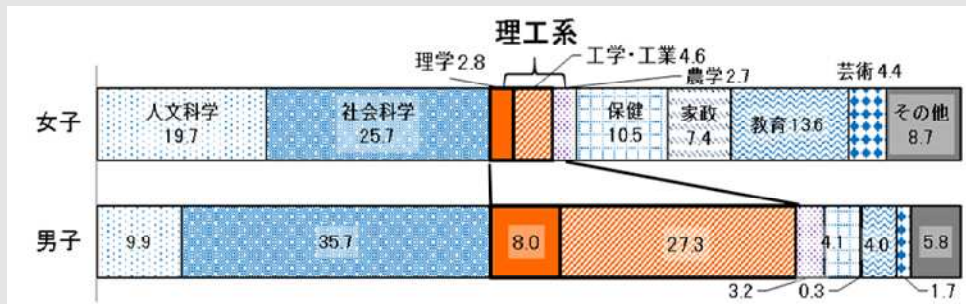 理工系
理学2.8
工学・工業4.6
農学2.7
芸術4.4
女子
人文科学
19.7
社会科学
25.7
保健
10.5
家政
7.4
教育13.6
その他
8.7
男子
9.9
35.7
8.0
27.3
4.1
4.0
5.8
3.2
0.3
1.7